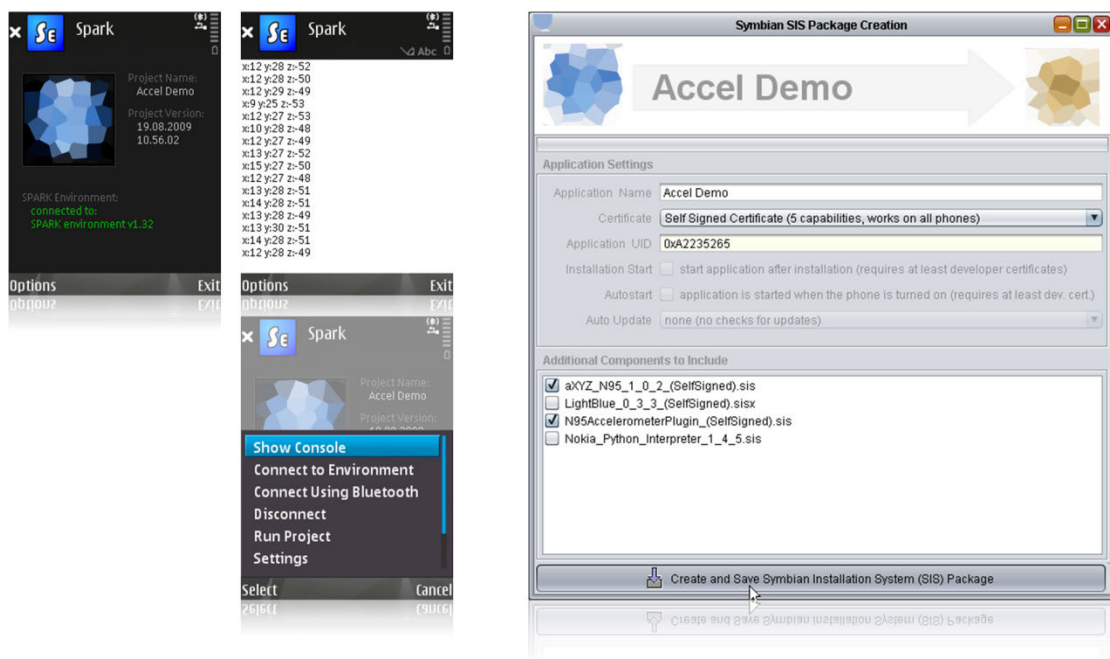 SE Spark
Project Name:
Accel Demo
Project Version:
19.08.2009
10.56.02
SPARK Environment:
connected to:
SPARK environment v1.32
Options Exit
SE Spark
Abc
x:12 y:28 z:-52
x:12 y:28 z:-50
x:12 y:29 z:-49
x:9 y:25 z:-53
x:12 y:27 z:-53
x:10 y:28 z:-48
x:12 y:27 z:-49
x:13 y:27 z:-52
x:15 y:27 z:-50
x:12 y:27 z:-48
x:13 y:28 z:-51
x:14 y:28 z:-51
x:13 y:28 z:-49
x:13 y:30 z:-51
x:14 y:28 z:-51
x:12 y:28 z:-49
Options Exit
SE Spark
Project Name:
Accel Demo
Project Version:
19.08.2009
Show Console
Connect to Environment
Connect Using Bluetooth
Disconnect
Run Project
Settings
Select Cancel
Symbian SIS Package Creation
Accel Demo
Application Settings
Application Name Accel Demo
Certificate Self Signed Certificate (5 capabilities, works on all phones)
Application UID 0xA2235265
Installation Start start application after installation (requires at least developer certificates)
Autostart application is started when the phone is turned on (requires at least dev. cert.)
Auto Update none (no checks for updates)
Additional Components to Include
aXYZ_N95_1_0_2_(SelfSigned).sis
LightBlue_0_3_3_(SelfSigned).sisx
N95AccelerometerPlugin_(SelfSigned).sis
Nokia_Python_Interpreter_1_4_5.sis
Create and Save Symbian Installation System (SIS) Package